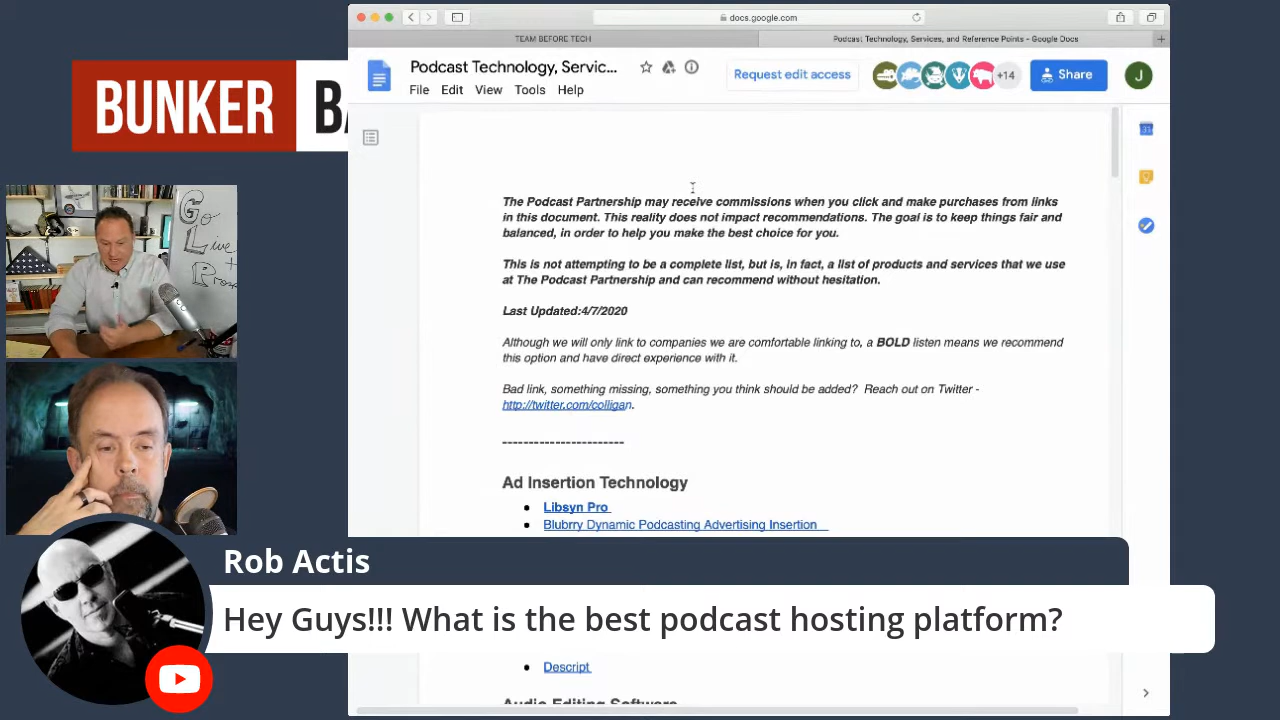 docs.google.com
TEAM BEFORE TECH
Podcast Technology, Services, and Reference Points - Google Docs
BUNKER BA
Podcast Technology, Servic...
Request edit access
+14
Share
J
File Edit View Tools Help
The Podcast Partnership may receive commissions when you click and make purchases from links
in this document. This reality does not impact recommendations. The goal is to keep things fair and
balanced, in order to help you make the best choice for you.
This is not attempting to be a complete list, but is, in fact, a list of products and services that we use
at The Podcast Partnership and can recommend without hesitation.
Last Updated:4/7/2020
Although we will only link to companies we are comfortable linking to, a BOLD listen means we recommend
this option and have direct experience with it.
Bad link, something missing, something you think should be added? Reach out on Twitter -
http://twitter.com/colligan.
------------------------
Ad Insertion Technology
Libsyn Pro
Blubrry Dynamic Podcasting Advertising Insertion
Go
Live
+
Rob Actis
Hey Guys!!! What is the best podcast hosting platform?
Descript
Audio Editing Software